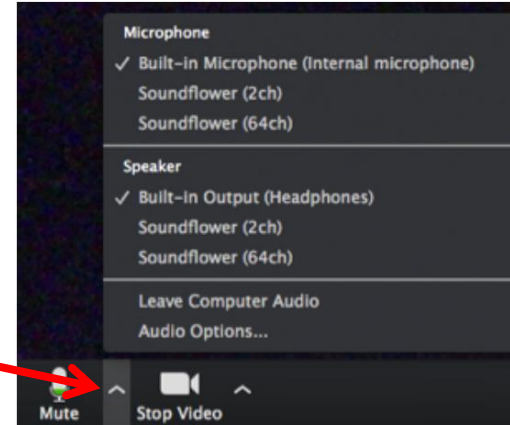 Microphone
✓ Built-in Microphone (Internal microphone)
Soundflower (2ch)
Soundflower (64ch)
Speaker
✓ Built-in Output (Headphones)
Soundflower (2ch)
Soundflower (64ch)
Leave Computer Audio
Audio Options...
Mute
Stop Video